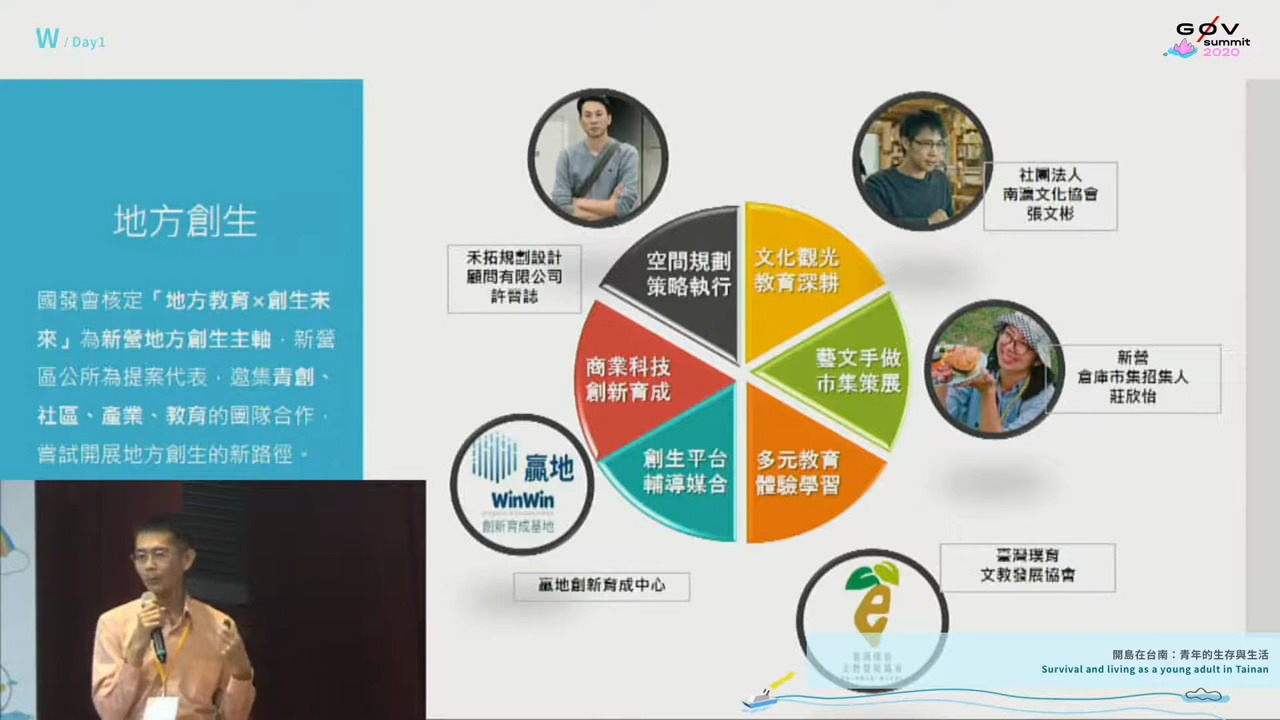 W / Day1
GØV
summit
2020
地方創生
國發會核定「地方教育×創生未
來」為新營地方創生主軸，新營
區公所為提案代表，邀集青創、
社區、產業、教育的團隊合作，
嘗試開展地方創生的新路徑。
空間規劃
策略執行
文化觀光
教育深耕
藝文手做
市集策展
多元教育
體驗學習
創生平台
輔導媒合
商業科技
創新育成
禾拓規劃設計
顧問有限公司
許晉誌
社團法人
南瀛文化協會
張文彬
新營
倉庫市集招集人
莊欣怡
贏地
WinWin
創新育成基地
贏地創新育成中心
臺灣璞育
文教發展協會
e
開島在台南：青年的生存與生活
Survival and living as a young adult in Tainan